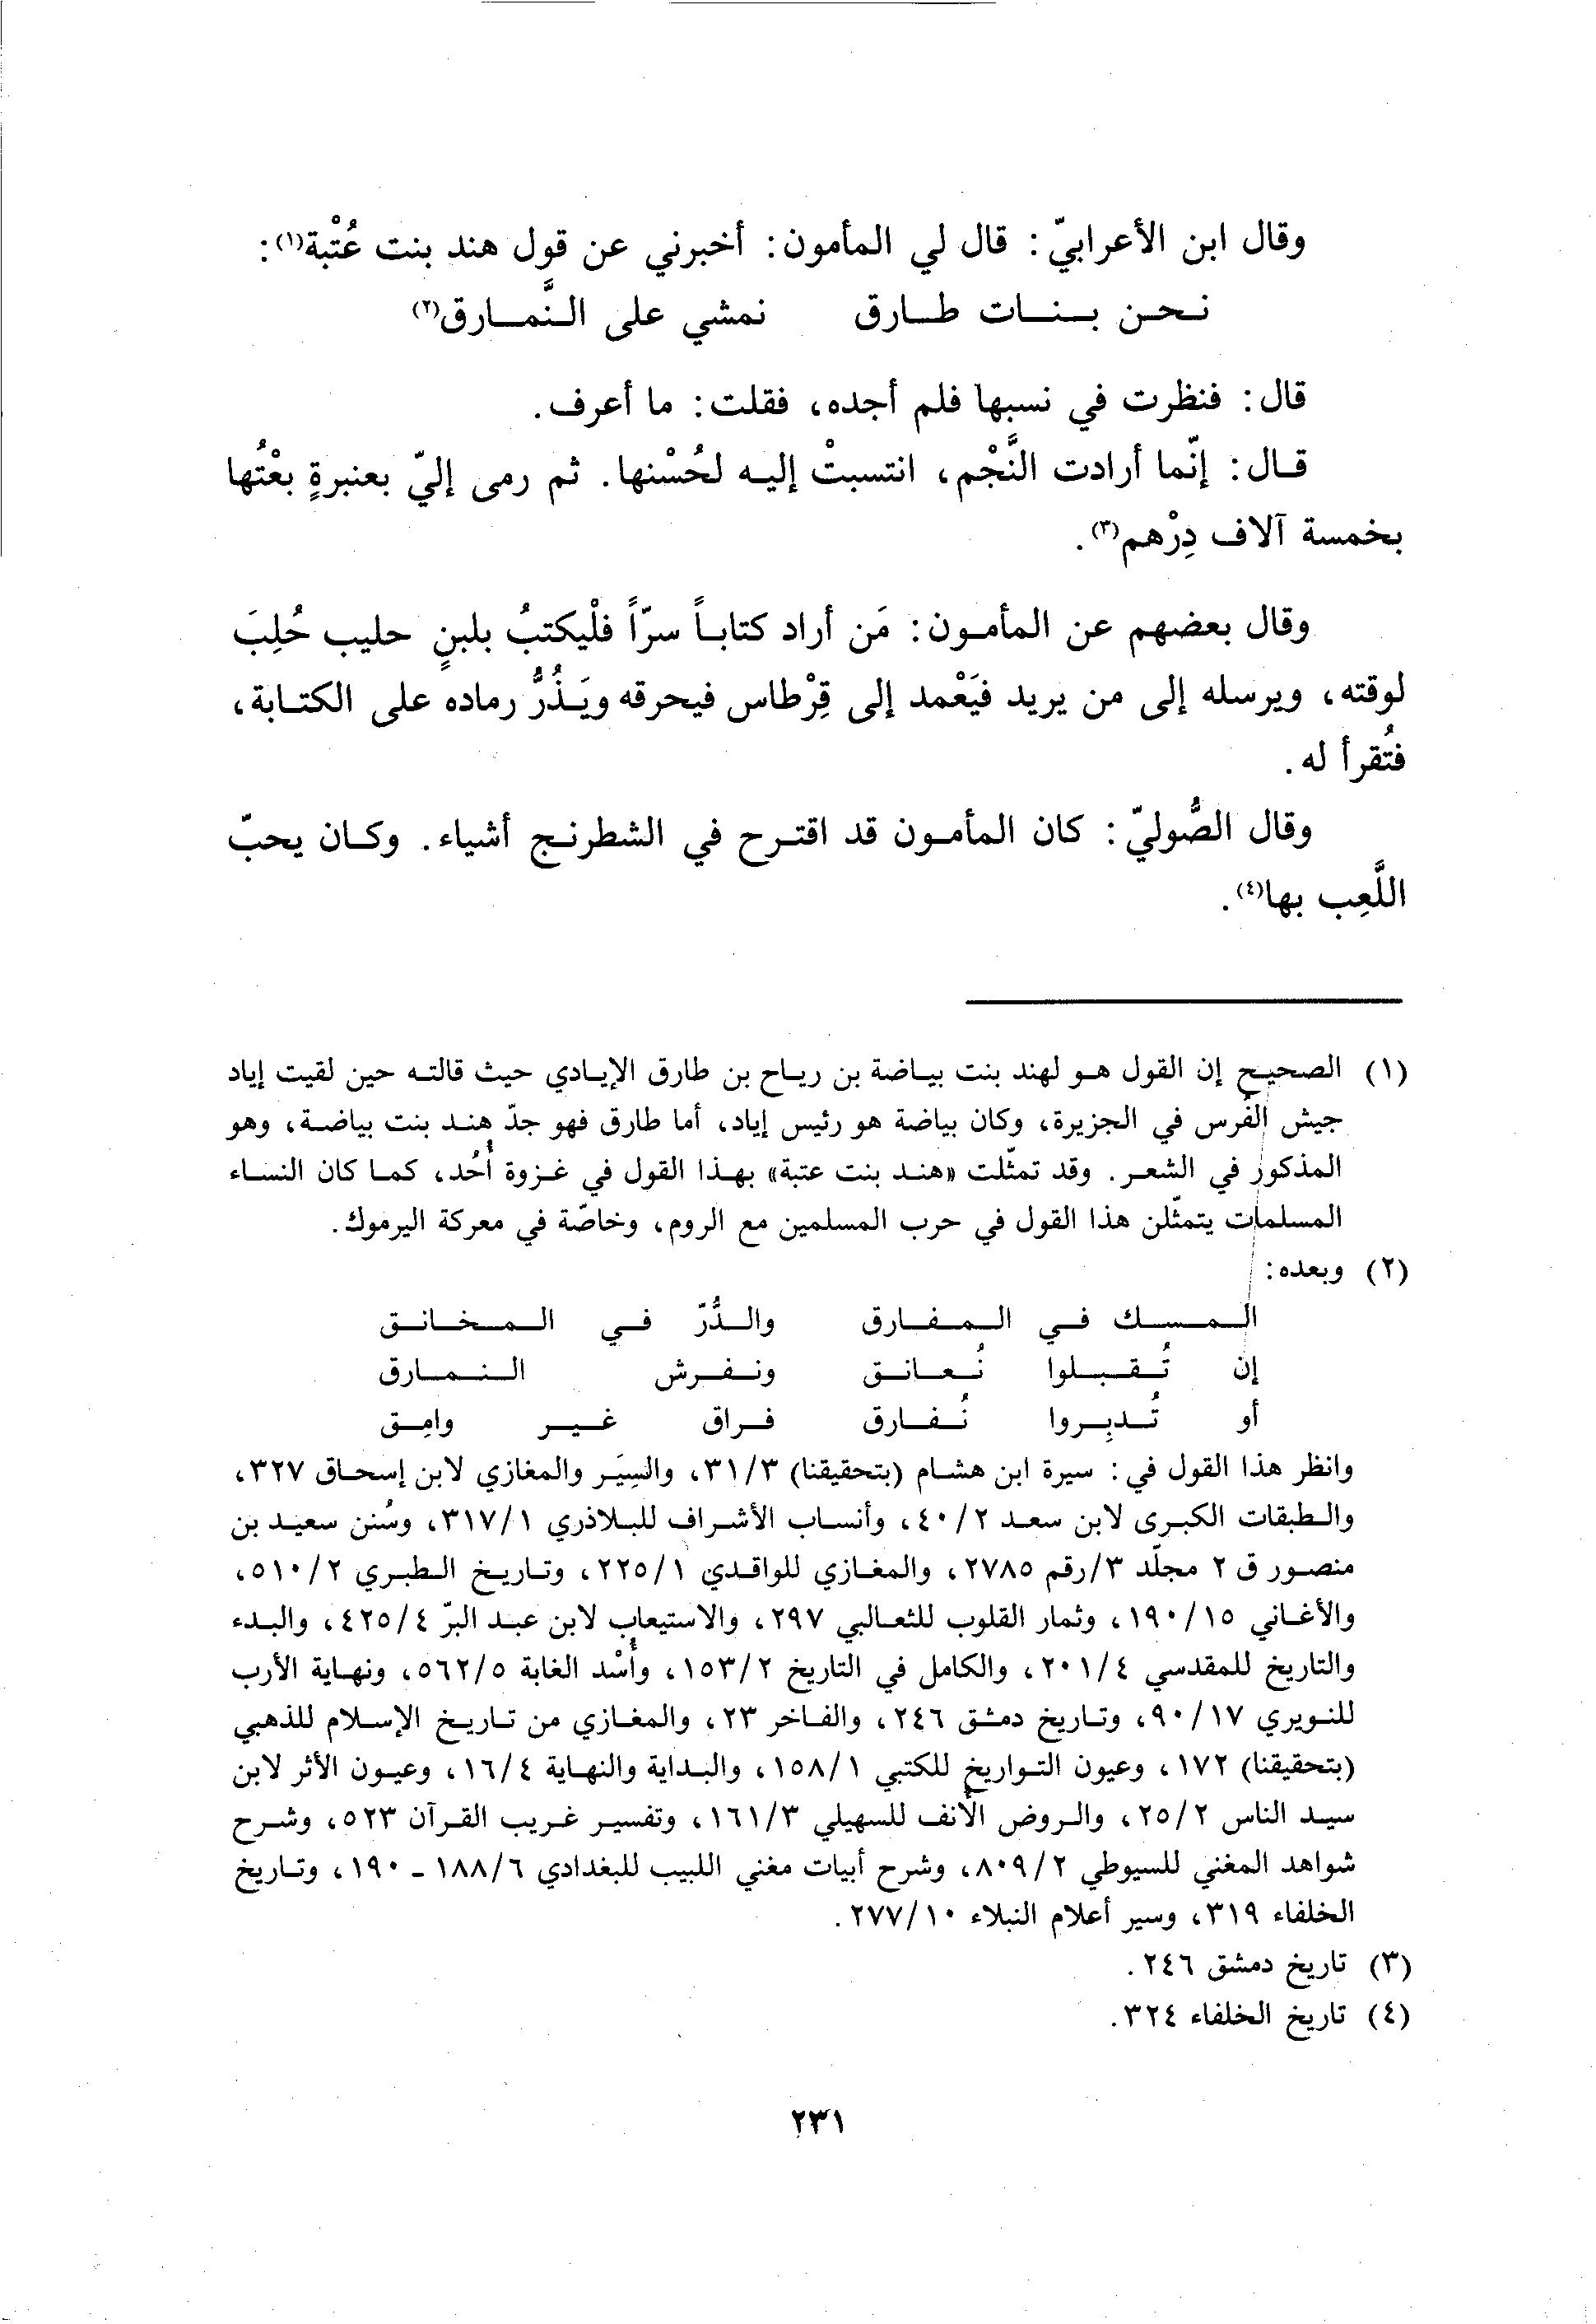 وقال ابن الأعرابيّ: قال لي المأمون: أخبرني عن قول هند بنت عُتْبة(١):
نحن بنات طارق نمشي على النَّمارق(٢)
قال: فنظرت في نسبها فلم أجده، فقلت: ما أعرف.
قال: إنّما أرادت النَّجْم، انتسبتْ إليه لحُسْنها. ثم رمى إليّ بعنبرةٍ بعْتُها
بخمسة آلاف دِرْهم(٣).
وقال بعضهم عن المأمون: مَن أراد كتاباً سرّاً فلْيكتبُ بلبنٍ حليب حُلِبَ
لوقته، ويرسله إلى من يريد فيَعْمد إلى قِرْطاس فيحرقه ويَذُرُّ رماده على الكتابة،
فتُقرأ له.
وقال الصُّوليّ: كان المأمون قد اقترح في الشطرنج أشياء. وكان يحبّ
اللَّعِب بها(٤).
(١) الصحيح إن القول هو لهند بنت بياضة بن رياح بن طارق الإيادي حيث قالته حين لقيت إياد
جيش الفُرس في الجزيرة، وكان بياضة هو رئيس إياد، أما طارق فهو جدّ هند بنت بياضة، وهو
المذكور في الشعر. وقد تمثّلت «هند بنت عتبة» بهذا القول في غزوة أُحُد، كما كان النساء
المسلمات يتمثّلن هذا القول في حرب المسلمين مع الروم، وخاصّة في معركة اليرموك.
(٢) وبعده:
المسك في المفارق والدُّرّ في المخانق
إن تُقبلوا نُعانق ونفرش النمارق
أو تُدبِروا نُفارق فراق غير وامِق
وانظر هذا القول في: سيرة ابن هشام (بتحقيقنا) ٣١/٣، والسِيَر والمغازي لابن إسحاق ٣٢٧،
والطبقات الكبرى لابن سعد ٤٠/٢، وأنساب الأشراف للبلاذري ٣١٧/١، وسُنن سعيد بن
منصور ق ٢ مجلّد ٣/رقم ٢٧٨٥، والمغازي للواقدي ٢٢٥/١، وتاريخ الطبري ٥١٠/٢،
والأغاني ١٩٠/١٥، وثمار القلوب للثعالبي ٢٩٧، والاستيعاب لابن عبد البرّ ٤٢٥/٤، والبدء
والتاريخ للمقدسي ٢٠١/٤، والكامل في التاريخ ١٥٣/٢، وأُسْد الغابة ٥٦٢/٥، ونهاية الأرب
للنويري ٩٠/١٧، وتاريخ دمشق ٢٤٦، والفاخر ٢٣، والمغازي من تاريخ الإسلام للذهبي
(بتحقيقنا) ١٧٢، وعيون التواريخ للكتبي ١٥٨/١، والبداية والنهاية ١٦/٤، وعيون الأثر لابن
سيد الناس ٢٥/٢، والروض الأنف للسهيلي ١٦١/٣، وتفسير غريب القرآن ٥٢٣، وشرح
شواهد المغني للسيوطي ٨٠٩/٢، وشرح أبيات مغني اللبيب للبغدادي ١٨٨/٦ - ١٩٠، وتاريخ
الخلفاء ٣١٩، وسير أعلام النبلاء ٢٧٧/١٠.
(٣) تاريخ دمشق ٢٤٦.
(٤) تاريخ الخلفاء ٣٢٤.
٢٣١